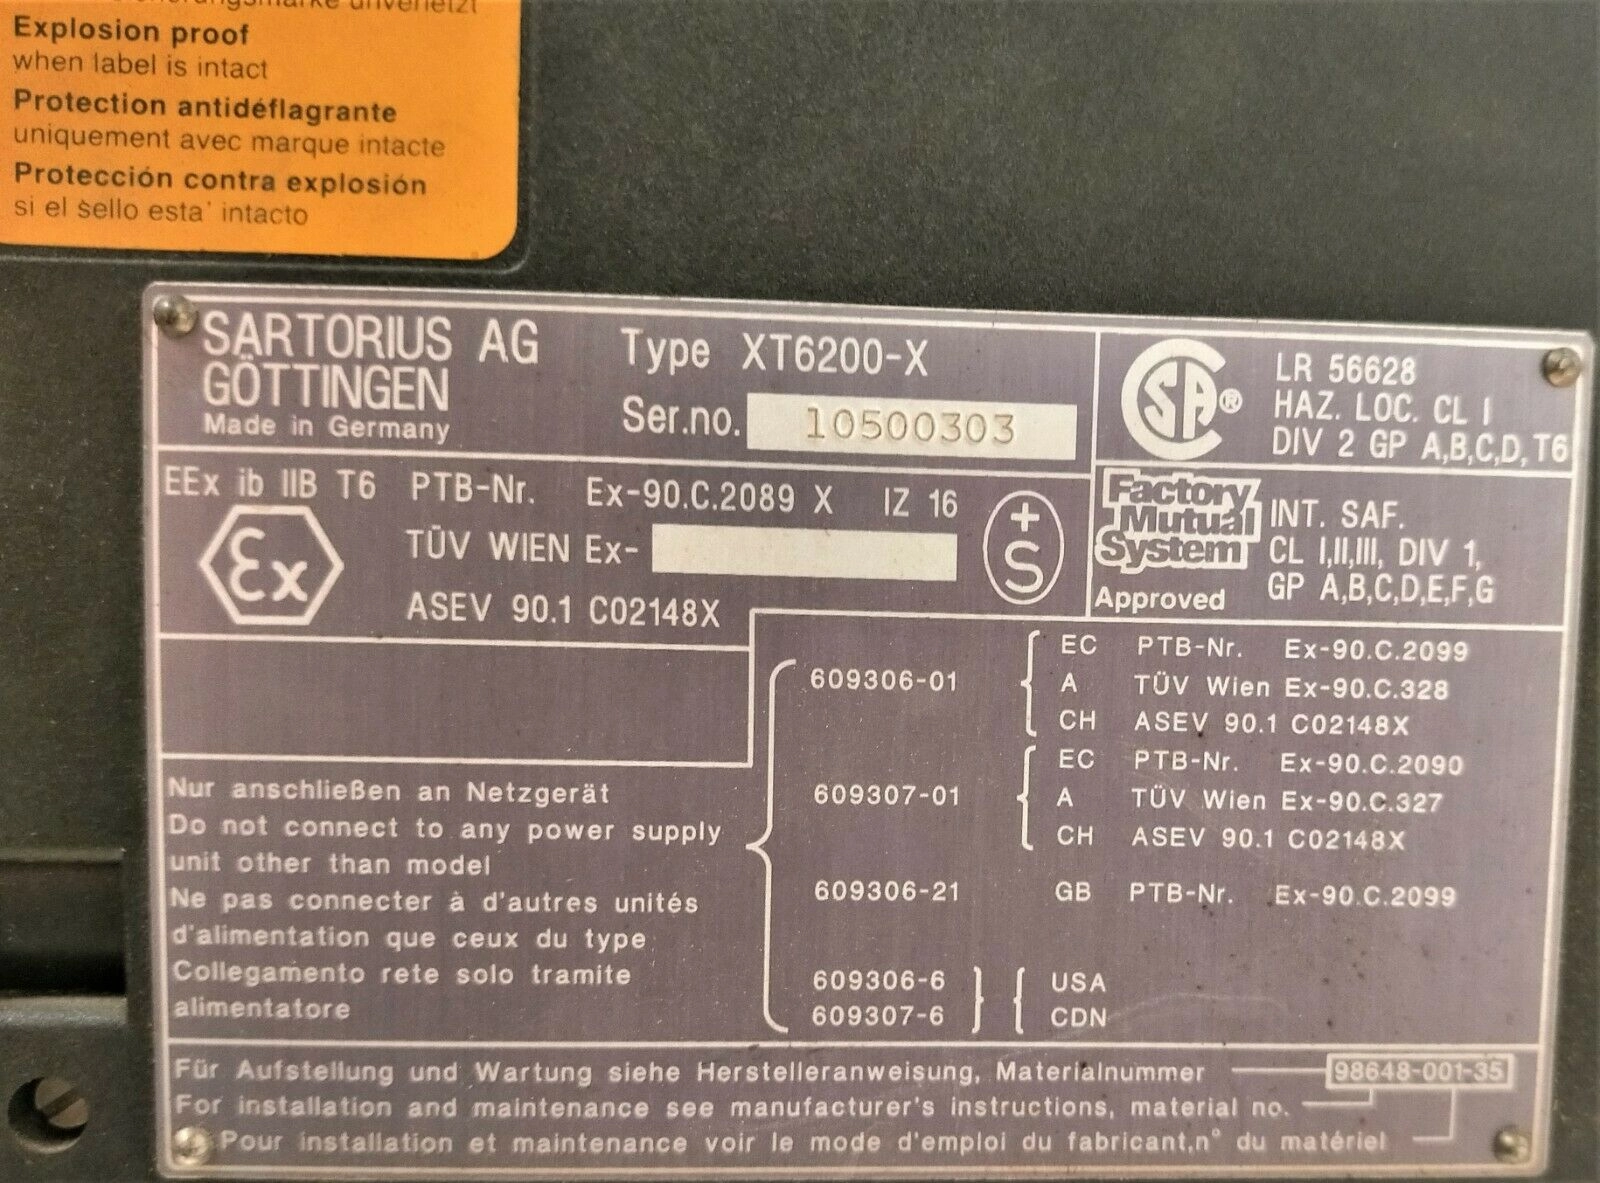 unverletzt
Explosion proof
when label is intact
Protection antidéflagrante
uniquement avec marque intacte
Protección contra explosión
si el sello esta' intacto
SARTORIUS AG
GÖTTINGEN
Made in Germany
Type XT6200-X
Ser.no. 10500303
CSA®
LR 56628
HAZ. LOC. CL I
DIV 2 GP A,B,C,D,T6
EEx ib IIB T6 PTB-Nr. Ex-90.C.2089 X IZ 16
Ex
TÜV WIEN Ex-
ASEV 90.1 C02148X
+
S
Factory
Mutual
System
Approved
INT. SAF.
CL I,II,III, DIV 1,
GP A,B,C,D,E,F,G
Nur anschließen an Netzgerät
Do not connect to any power supply
unit other than model
Ne pas connecter à d'autres unités
d'alimentation que ceux du type
Collegamento rete solo tramite
alimentatore
609306-01
EC PTB-Nr. Ex-90.C.2099
A TÜV Wien Ex-90.C.328
CH ASEV 90.1 C02148X
609307-01
EC PTB-Nr. Ex-90.C.2090
A TÜV Wien Ex-90.C.327
CH ASEV 90.1 C02148X
609306-21 GB PTB-Nr. Ex-90.C.2099
609306-6 USA
609307-6 CDN
Für Aufstellung und Wartung siehe Herstelleranweisung, Materialnummer 98648-001-35
For installation and maintenance see manufacturer's instructions, material no.
Pour installation et maintenance voir le mode d'emploi du fabricant,n° du matériel